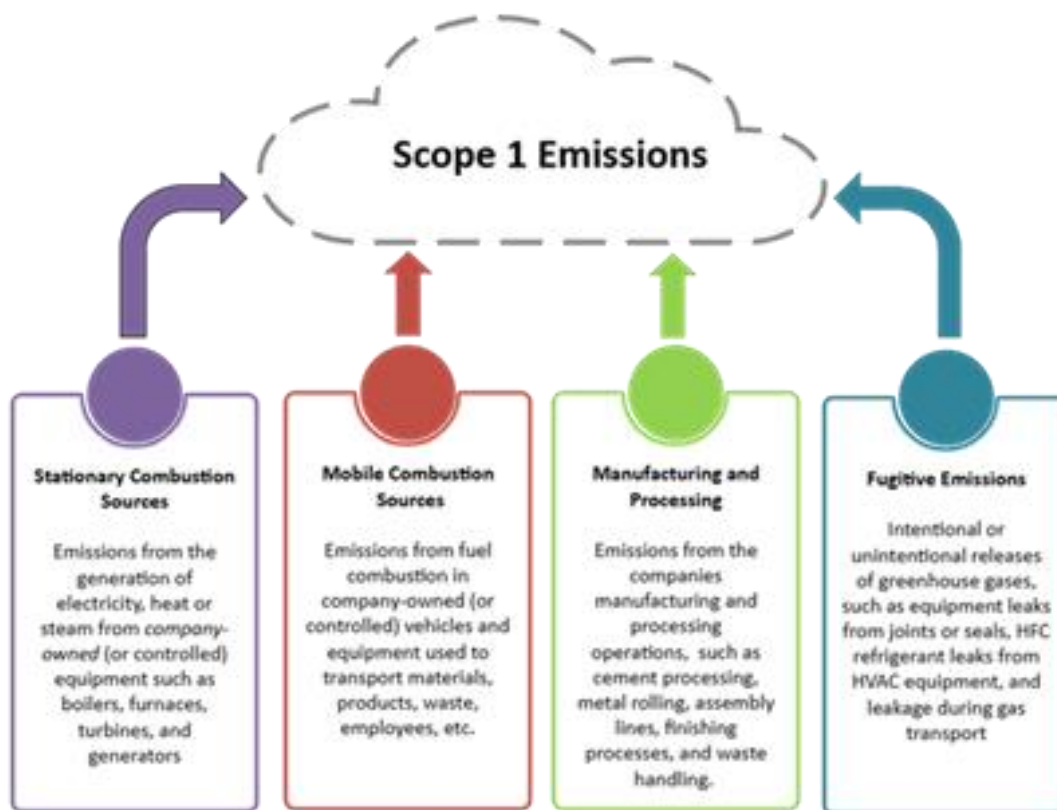 Scope 1 Emissions
Stationary Combustion
Sources
Emissions from the
generation of
electricity, heat or
steam from company-
owned (or controlled)
equipment such as
boilers, furnaces,
turbines, and
generators
Mobile Combustion
Sources
Emissions from fuel
combustion in
company-owned (or
controlled) vehicles and
equipment used to
transport materials,
products, waste,
employees, etc.
Manufacturing and
Processing
Emissions from the
companies
manufacturing and
processing
operations, such as
cement processing,
metal rolling, assembly
lines, finishing
processes, and waste
handling.
Fugitive Emissions
Intentional or
unintentional releases
of greenhouse gases,
such as equipment leaks
from joints or seals, HFC
refrigerant leaks from
HVAC equipment, and
leakage during gas
transport